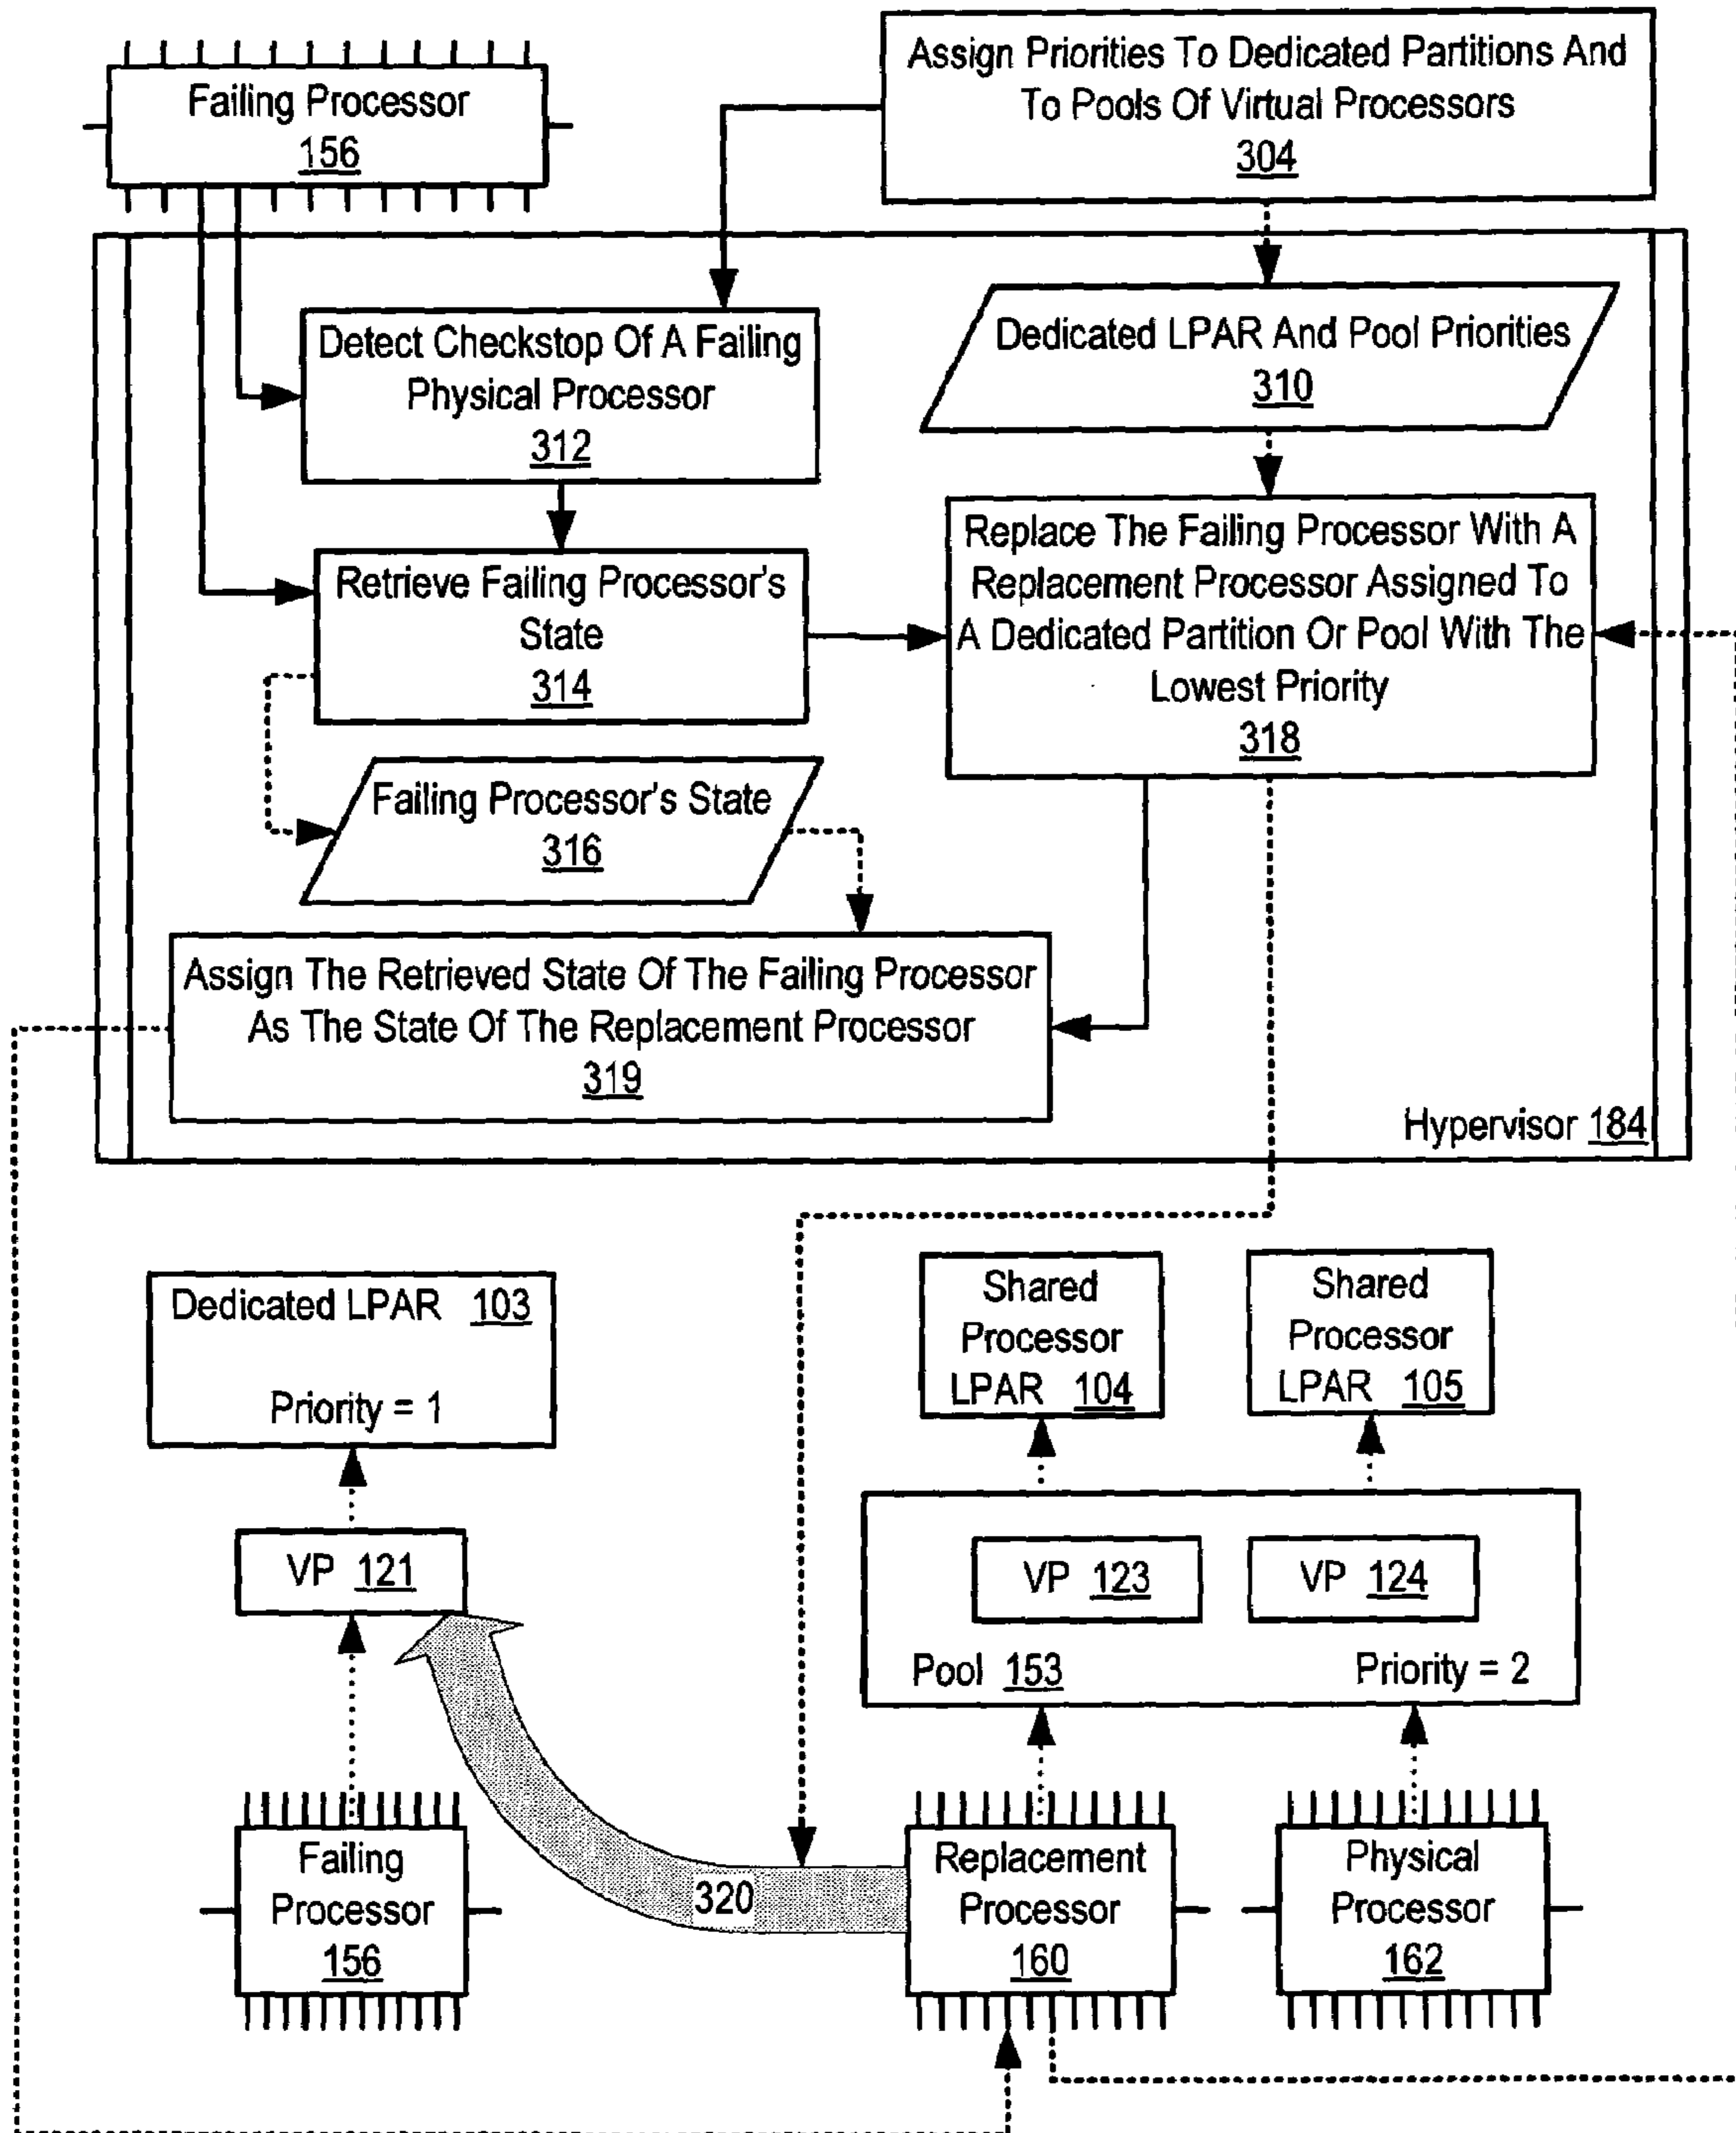 Failing Processor
156
Assign Priorities To Dedicated Partitions And
To Pools Of Virtual Processors
304
Detect Checkstop Of A Failing
Physical Processor
312
Dedicated LPAR And Pool Priorities
310
Retrieve Failing Processor's
State
314
Replace The Failing Processor With A
Replacement Processor Assigned To
A Dedicated Partition Or Pool With The
Lowest Priority
318
Failing Processor's State
316
Assign The Retrieved State Of The Failing Processor
As The State Of The Replacement Processor
319
Hypervisor 184
Dedicated LPAR 103
Priority = 1
Shared
Processor
LPAR 104
Shared
Processor
LPAR 105
VP 121
VP 123
VP 124
Pool 153
Priority = 2
Failing
Processor
156
320
Replacement
Processor
160
Physical
Processor
162